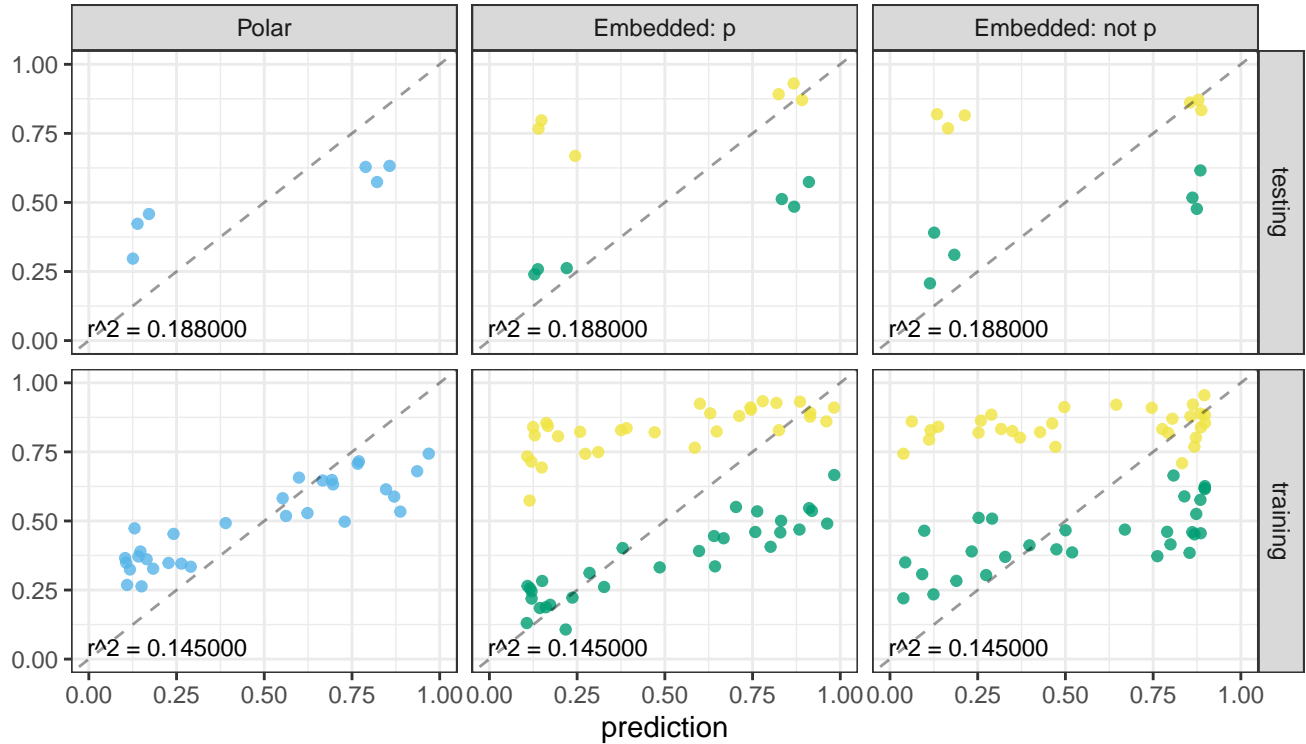 Polar Embedded: p Embedded: not p
1.00
0.75
0.50
0.25
0.00
r^2 = 0.188000 r^2 = 0.188000 r^2 = 0.188000
testing
1.00
0.75
0.50
0.25
0.00
r^2 = 0.145000 r^2 = 0.145000 r^2 = 0.145000
training
0.00 0.25 0.50 0.75 1.00 0.00 0.25 0.50 0.75 1.00 0.00 0.25 0.50 0.75 1.00
prediction